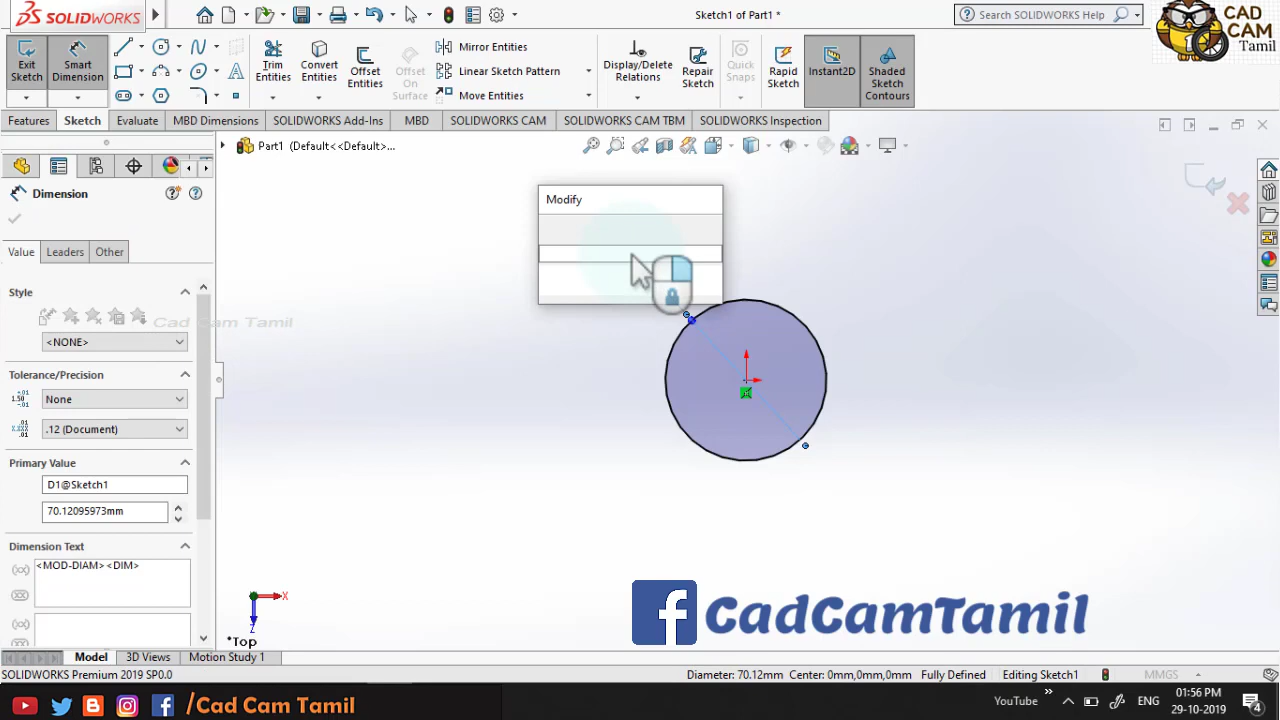 SOLIDWORKS
Sketch1 of Part1 *
Search SOLIDWORKS Help
CAD
CAM
Tamil
Exit Sketch
Smart Dimension
Trim Entities
Convert Entities
Offset Entities
Offset On Surface
Mirror Entities
Linear Sketch Pattern
Move Entities
Display/Delete Relations
Repair Sketch
Quick Snaps
Rapid Sketch
Instant2D
Shaded Sketch Contours
Features Sketch Evaluate MBD Dimensions SOLIDWORKS Add-Ins MBD SOLIDWORKS CAM SOLIDWORKS CAM TBM SOLIDWORKS Inspection
Part1 (Default<<Default>...
Dimension
Modify
Value Leaders Other
Style
Cad Cam Tamil
<NONE>
Tolerance/Precision
None
.12 (Document)
Primary Value
D1@Sketch1
70.12095973mm
Dimension Text
<MOD-DIAM><DIM>
X
Z
*Top
f CadCamTamil
Model 3D Views Motion Study 1
SOLIDWORKS Premium 2019 SP0.0
Diameter: 70.12mm Center: 0mm,0mm,0mm Fully Defined Editing Sketch1 MMGS
/Cad Cam Tamil
YouTube
ENG
01:56 PM
29-10-2019
4